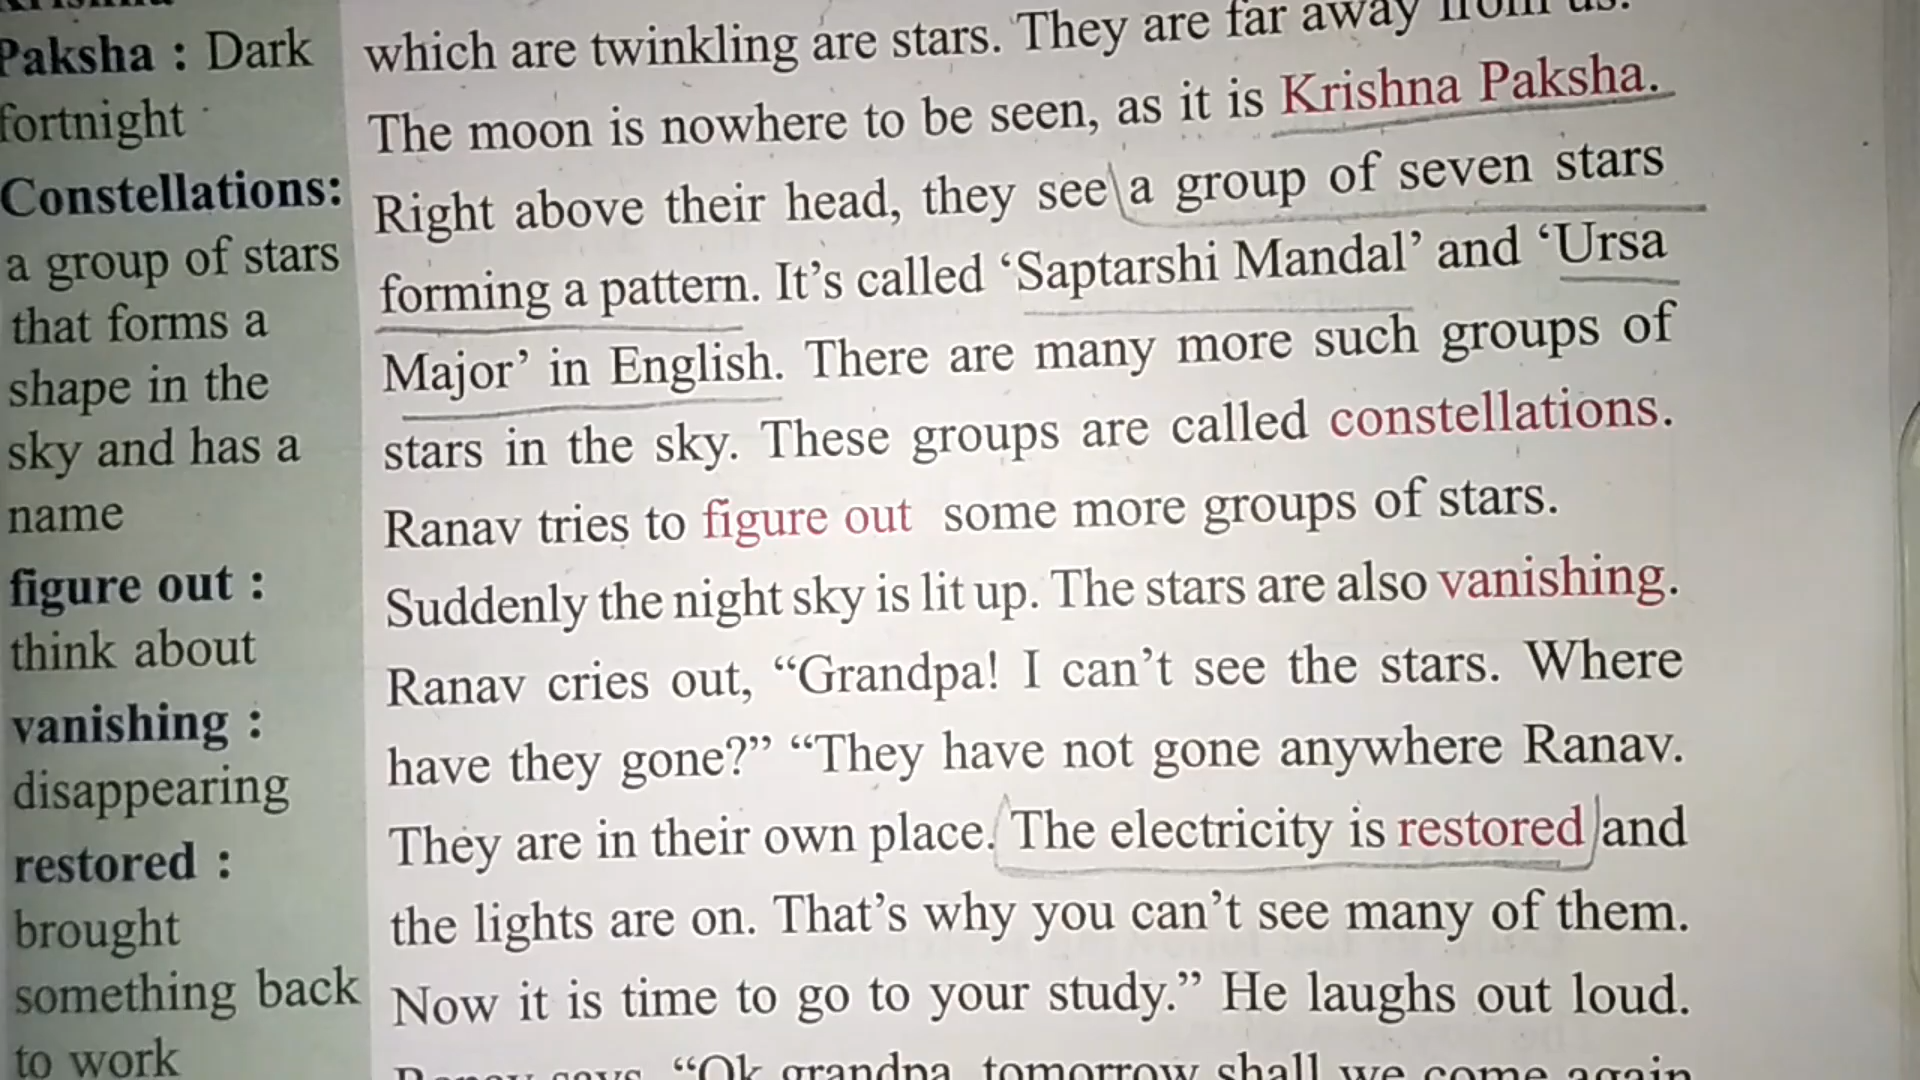 Krishna
Paksha : Dark
fortnight
Constellations:
a group of stars
that forms a
shape in the
sky and has a
name
figure out :
think about
vanishing :
disappearing
restored :
brought
something back
to work
which are twinkling are stars. They are far away from us.
The moon is nowhere to be seen, as it is Krishna Paksha.
Right above their head, they see a group of seven stars
forming a pattern. It’s called ‘Saptarshi Mandal’ and ‘Ursa
Major’ in English. There are many more such groups of
stars in the sky. These groups are called constellations.
Ranav tries to figure out some more groups of stars.
Suddenly the night sky is lit up. The stars are also vanishing.
Ranav cries out, “Grandpa! I can’t see the stars. Where
have they gone?” “They have not gone anywhere Ranav.
They are in their own place. The electricity is restored and
the lights are on. That’s why you can’t see many of them.
Now it is time to go to your study.” He laughs out loud.
Ranav says, “Ok grandpa, tomorrow shall we come again